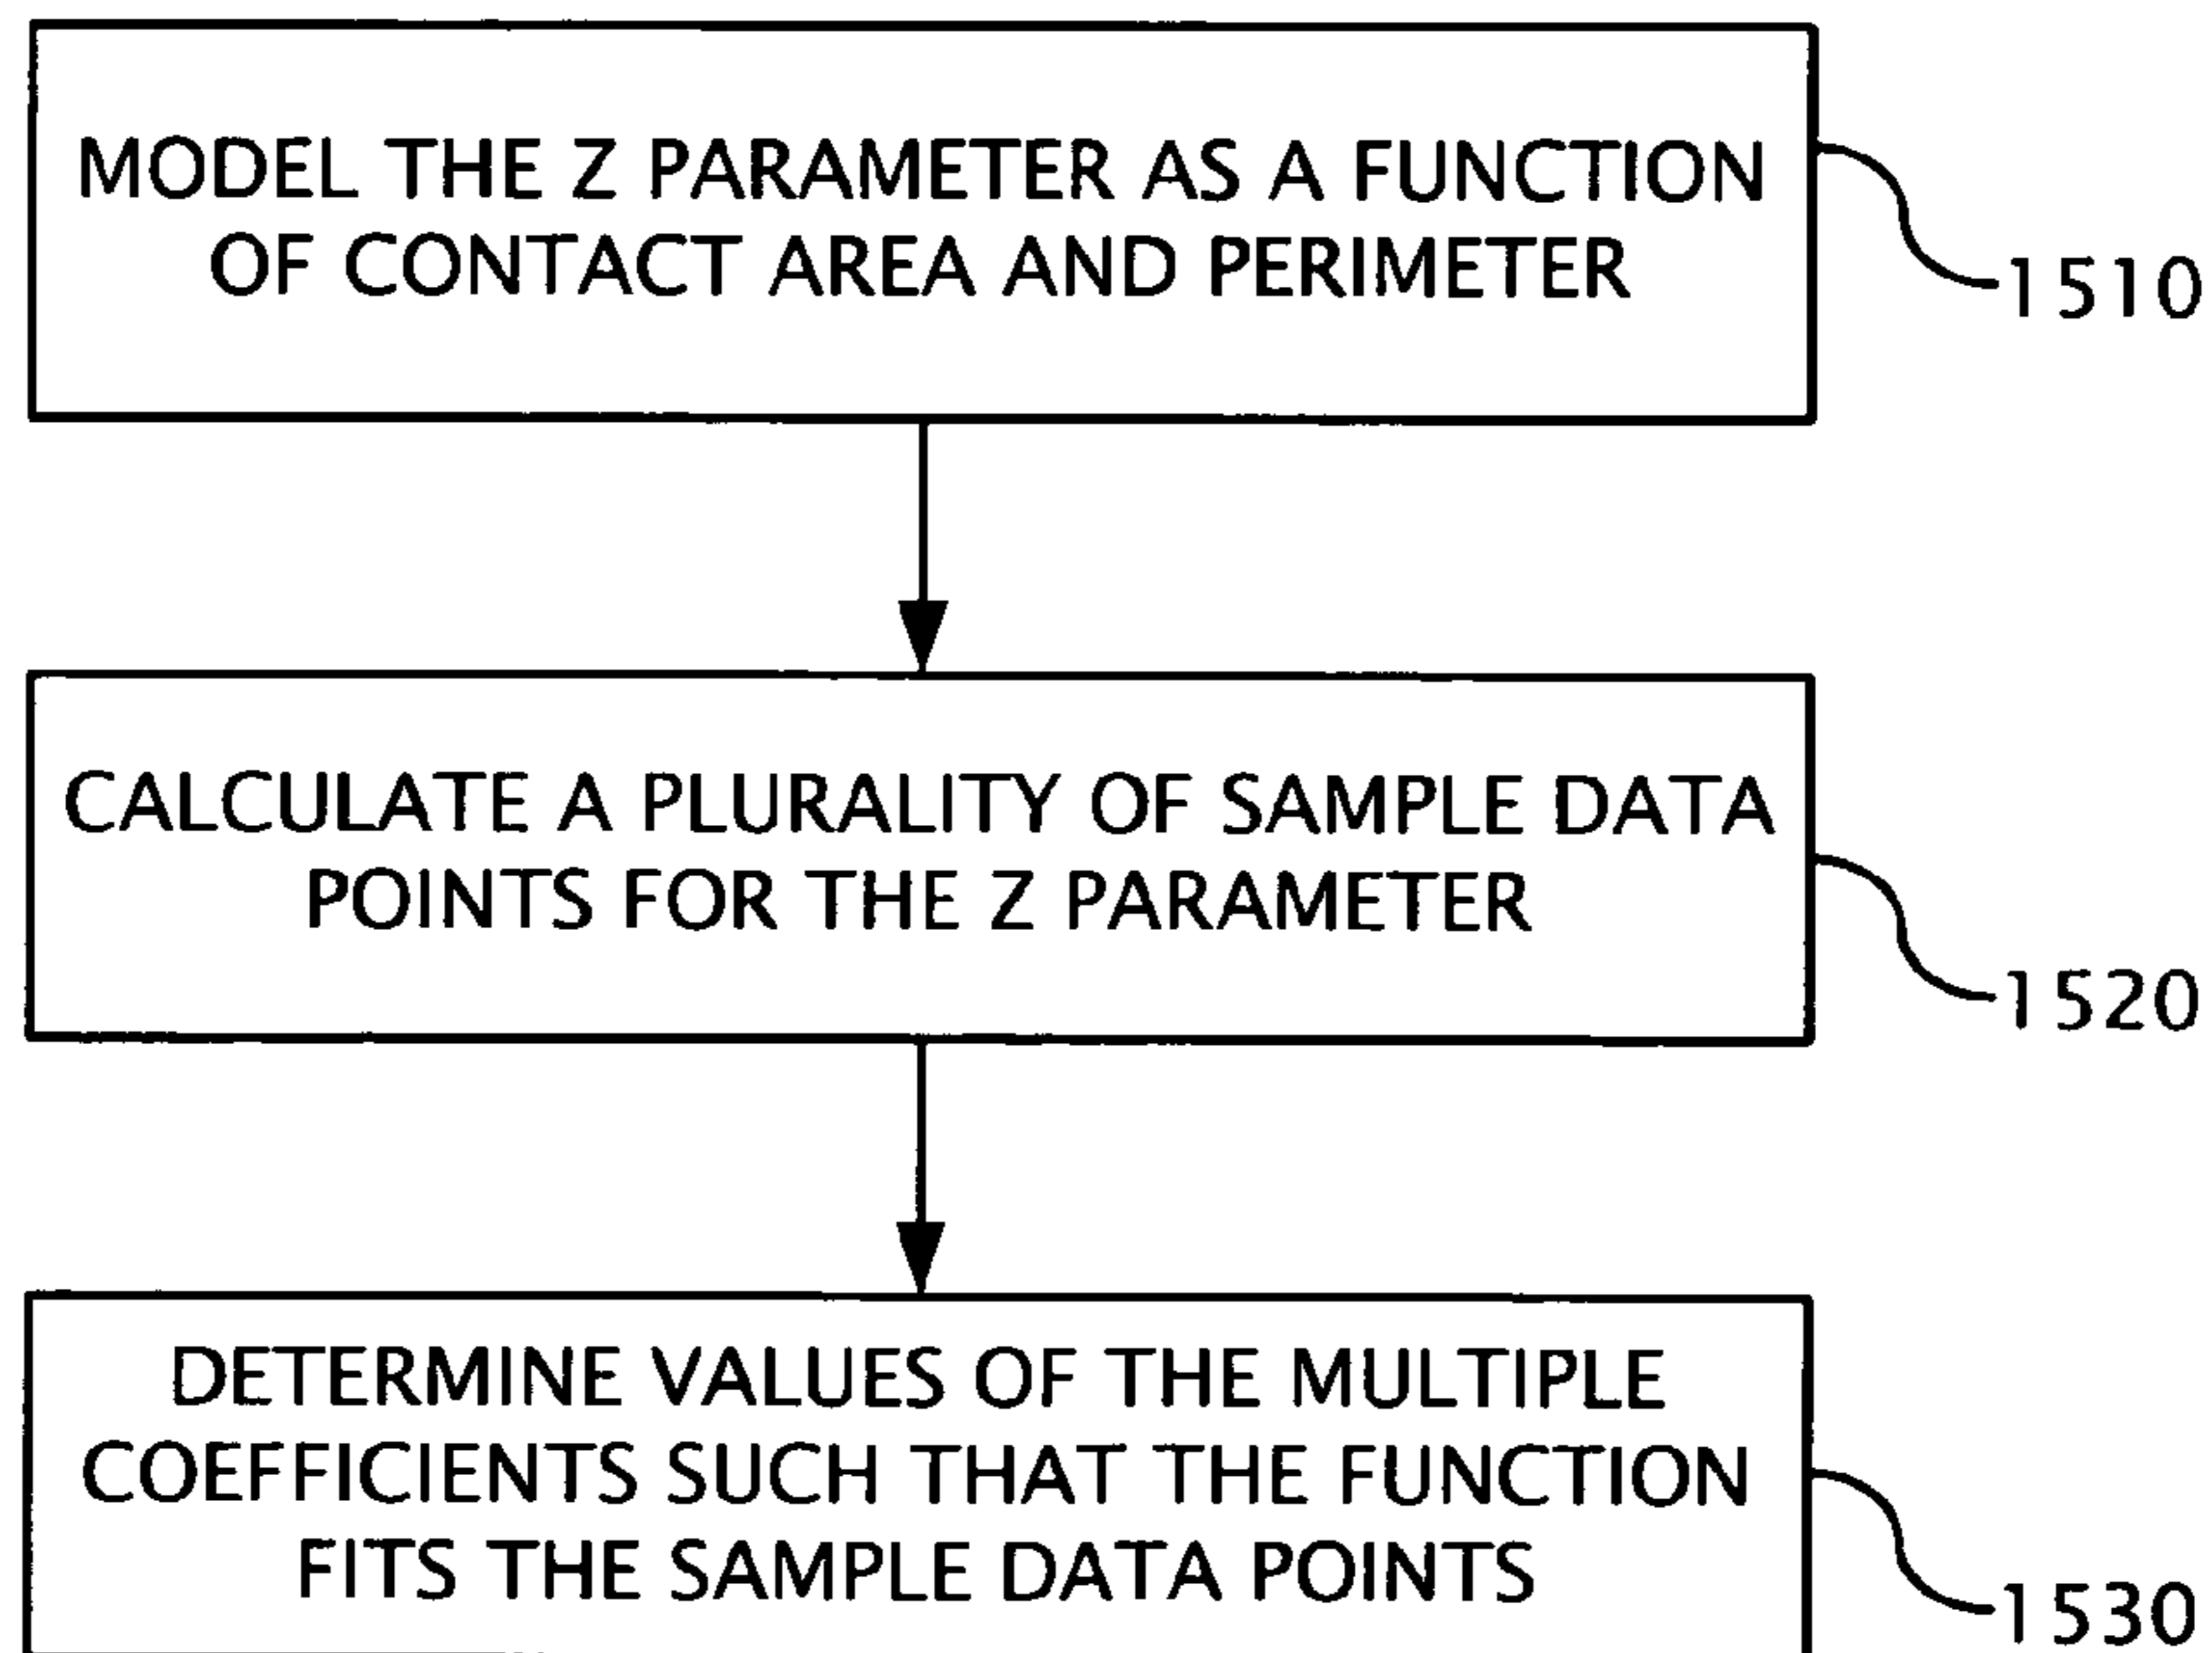 MODEL THE Z PARAMETER AS A FUNCTION
OF CONTACT AREA AND PERIMETER
1510
CALCULATE A PLURALITY OF SAMPLE DATA
POINTS FOR THE Z PARAMETER
1520
DETERMINE VALUES OF THE MULTIPLE
COEFFICIENTS SUCH THAT THE FUNCTION
FITS THE SAMPLE DATA POINTS
1530